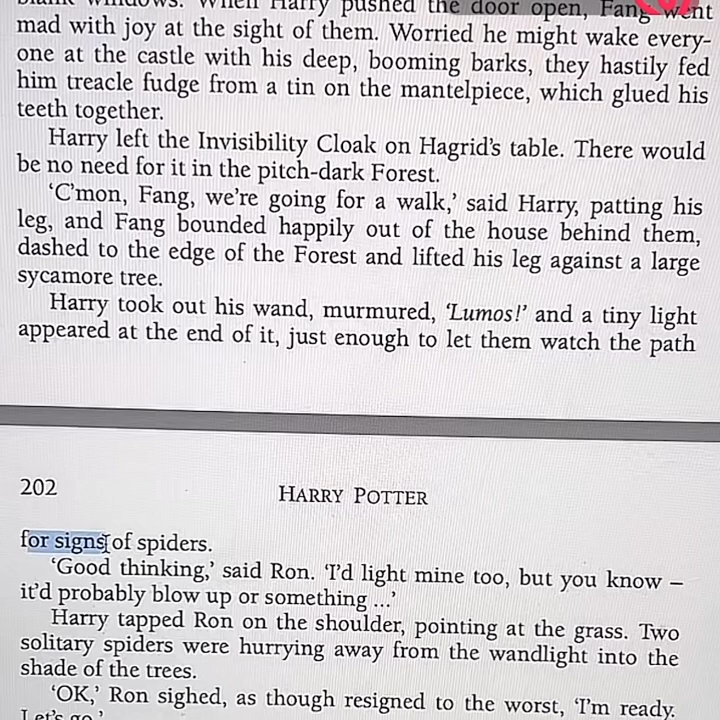 blank windows. When Harry pushed the door open, Fang went
mad with joy at the sight of them. Worried he might wake every-
one at the castle with his deep, booming barks, they hastily fed
him treacle fudge from a tin on the mantelpiece, which glued his
teeth together.
Harry left the Invisibility Cloak on Hagrid's table. There would
be no need for it in the pitch-dark Forest.
‘C’mon, Fang, we’re going for a walk,’ said Harry, patting his
leg, and Fang bounded happily out of the house behind them,
dashed to the edge of the Forest and lifted his leg against a large
sycamore tree.
Harry took out his wand, murmured, ‘Lumos!’ and a tiny light
appeared at the end of it, just enough to let them watch the path
202
HARRY POTTER
for signs of spiders.
‘Good thinking,’ said Ron. ‘I’d light mine too, but you know –
it’d probably blow up or something ...’
Harry tapped Ron on the shoulder, pointing at the grass. Two
solitary spiders were hurrying away from the wandlight into the
shade of the trees.
‘OK,’ Ron sighed, as though resigned to the worst, ‘I’m ready.
Let’s go.’